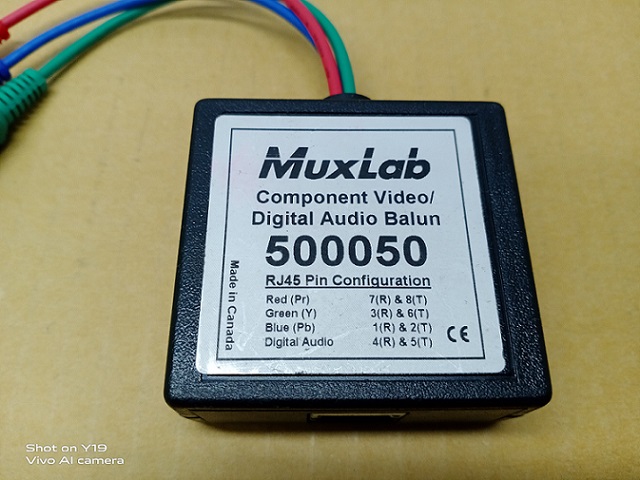 MuxLab
Component Video/
Digital Audio Balun
500050
RJ45 Pin Configuration
Red (Pr) 7(R) & 8(T)
Green (Y) 3(R) & 6(T)
Blue (Pb) 1(R) & 2(T)
Digital Audio 4(R) & 5(T)
CE
Made in Canada
Shot on Y19
Vivo AI camera